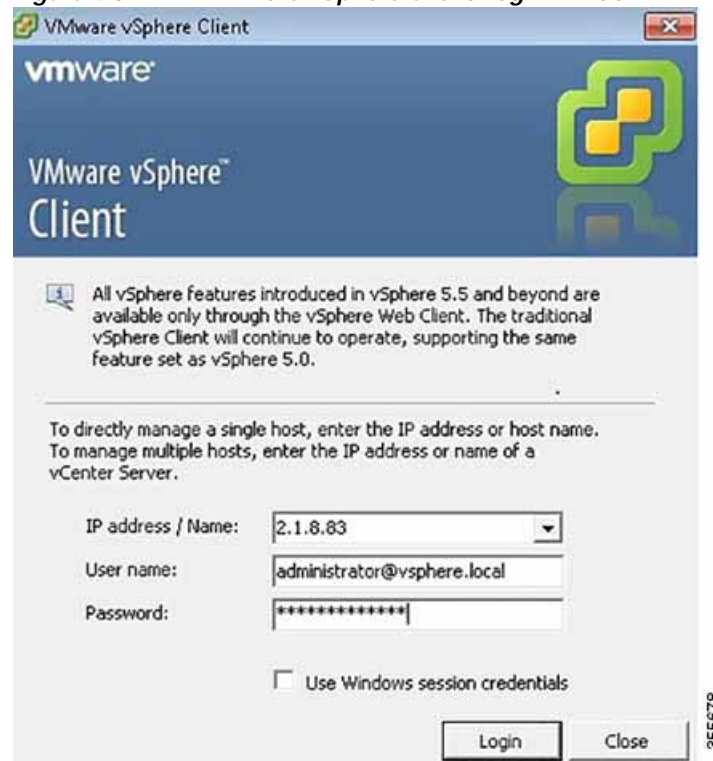 VMware vSphere Client
vmware
VMware vSphere™
Client
All vSphere features introduced in vSphere 5.5 and beyond are
available only through the vSphere Web Client. The traditional
vSphere Client will continue to operate, supporting the same
feature set as vSphere 5.0.
To directly manage a single host, enter the IP address or host name.
To manage multiple hosts, enter the IP address or name of a
vCenter Server.
IP address / Name: 2.1.8.83
User name: administrator@vsphere.local
Password: *************
Use Windows session credentials
Login Close
355678